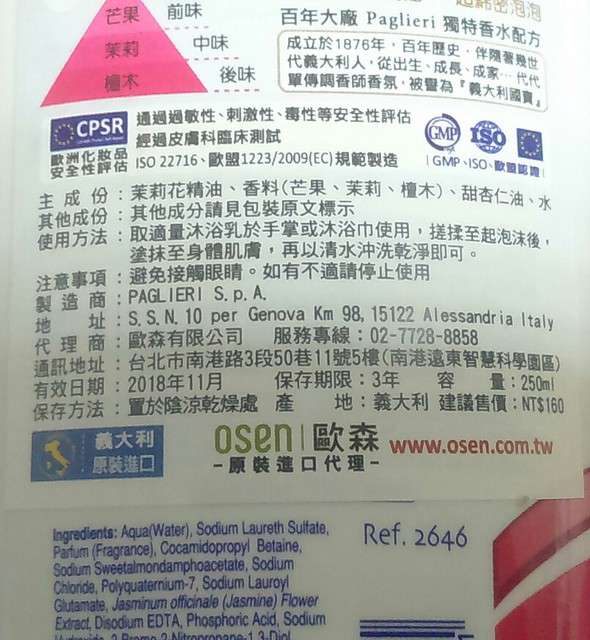 超綿密泡泡
芒果 前味
茉莉 中味
檀木 後味
百年大廠 Paglieri 獨特香水配方
成立於1876年，百年歷史，伴隨著幾世
代義大利人，從出生、成長、成家…代代
單傳調香師香氛，被譽為『義大利國寶』
CPSR
歐洲化妝品
安全性評估
通過過敏性、刺激性、毒性等安全性評估
經過皮膚科臨床測試
ISO 22716、歐盟1223/2009(EC)規範製造
GMP ISO
GMP、ISO、歐盟認證
主成份：茉莉花精油、香料(芒果、茉莉、檀木)、甜杏仁油、水
其他成份：其他成分請見包裝原文標示
使用方法：取適量沐浴乳於手掌或沐浴巾使用，搓揉至起泡沫後，
塗抹至身體肌膚，再以清水沖洗乾淨即可。
注意事項：避免接觸眼睛。如有不適請停止使用
製造商：PAGLIERI S.p.A.
地址：S.S.N. 10 per Genova Km 98, 15122 Alessandria Italy
代理商：歐森有限公司 服務專線：02-7728-8858
通訊地址：台北市南港路3段50巷11號5樓(南港遠東智慧科學園區)
有效日期：2018年11月 保存期限：3年 容量：250ml
保存方法：置於陰涼乾燥處 產地：義大利 建議售價：NT$160
義大利
原裝進口
osen 歐森 www.osen.com.tw
-原裝進口代理-
Ingredients: Aqua(Water), Sodium Laureth Sulfate,
Parfum (Fragrance), Cocamidopropyl Betaine,
Sodium Sweetalmondamphoacetate, Sodium
Chloride, Polyquaternium-7, Sodium Lauroyl
Glutamate, Jasminum officinale (Jasmine) Flower
Extract, Disodium EDTA, Phosphoric Acid, Sodium
Hydroxide, 2-Bromo-2-Nitropropane-1,3-Diol
Ref. 2646